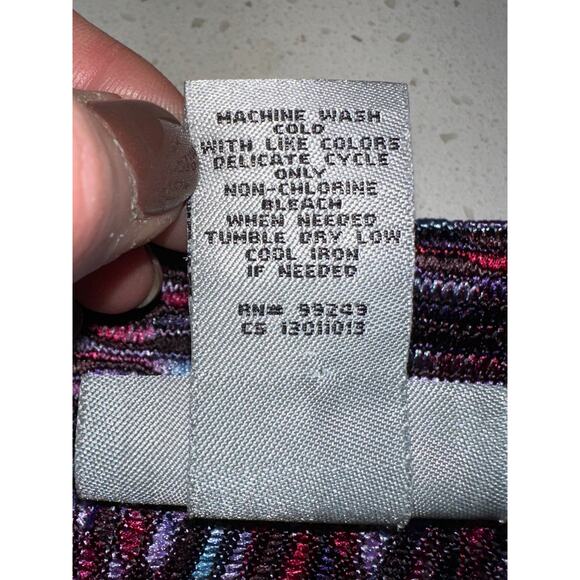 MACHINE WASH
COLD
WITH LIKE COLORS
DELICATE CYCLE
ONLY
NON-CHLORINE
BLEACH
WHEN NEEDED
TUMBLE DRY LOW
COOL IRON
IF NEEDED
RN# 99249
CS 13011013